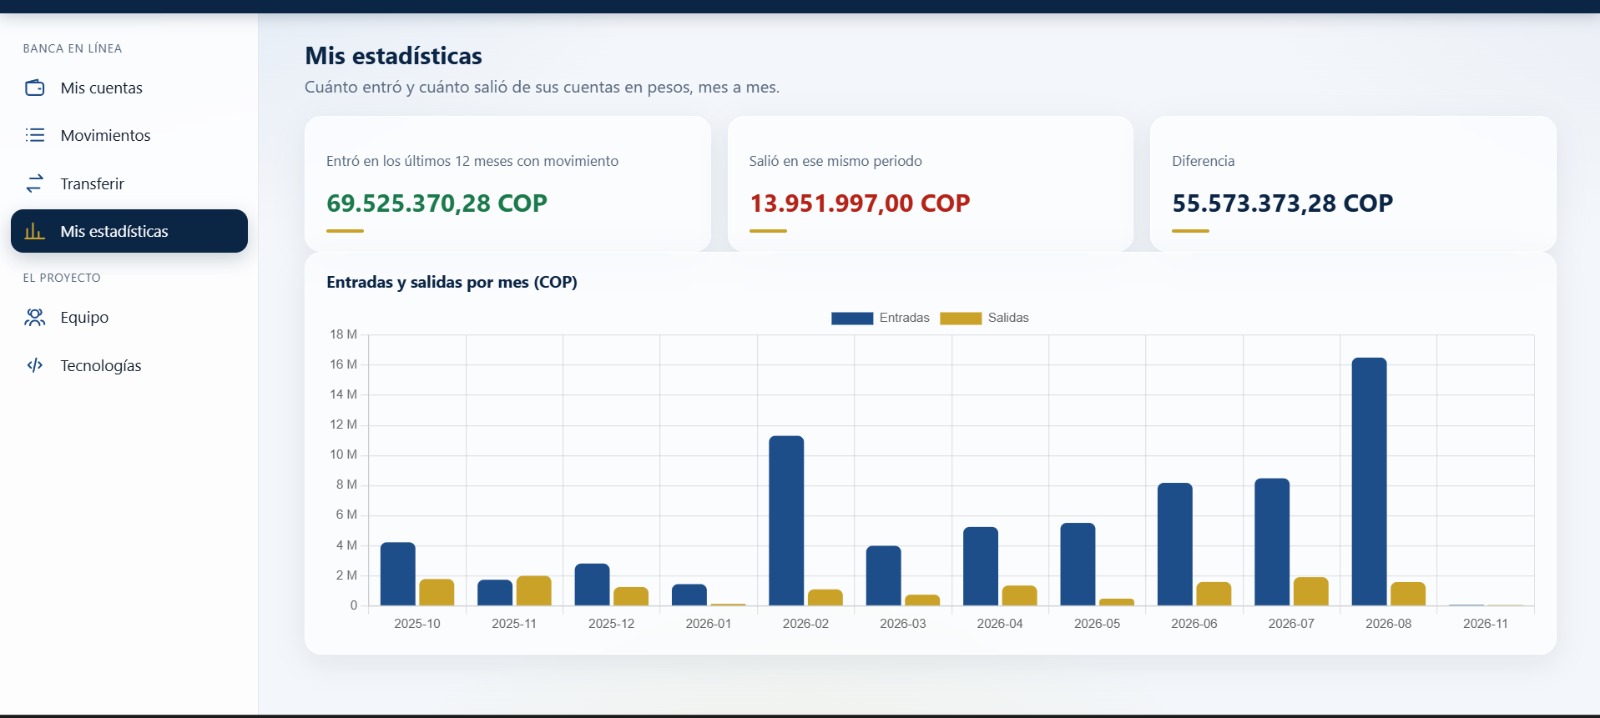 BANCA EN LÍNEA
Mis cuentas
Movimientos
Transferir
Mis estadísticas
EL PROYECTO
Equipo
Tecnologías
Mis estadísticas
Cuánto entró y cuánto salió de sus cuentas en pesos, mes a mes.
Entró en los últimos 12 meses con movimiento
69.525.370,28 COP
Salió en ese mismo periodo
13.951.997,00 COP
Diferencia
55.573.373,28 COP
Entradas y salidas por mes (COP)
Entradas Salidas
18 M
16 M
14 M
12 M
10 M
8 M
6 M
4 M
2 M
0
2025-10 2025-11 2025-12 2026-01 2026-02 2026-03 2026-04 2026-05 2026-06 2026-07 2026-08 2026-11